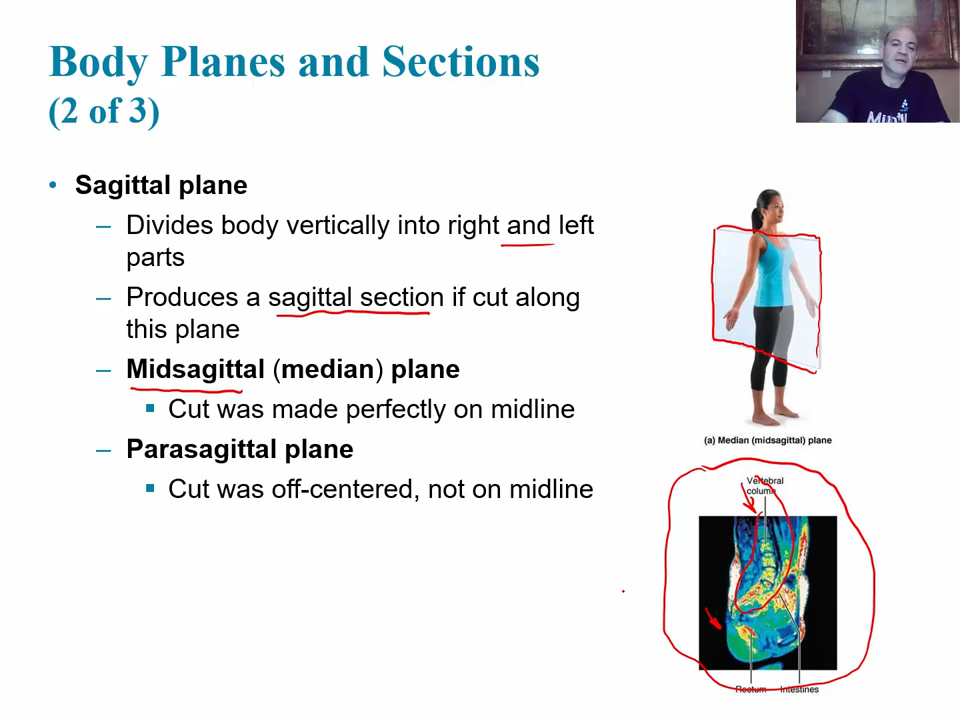 Body Planes and Sections
(2 of 3)
• Sagittal plane
– Divides body vertically into right and left
parts
– Produces a sagittal section if cut along
this plane
– Midsagittal (median) plane
▪ Cut was made perfectly on midline
– Parasagittal plane
▪ Cut was off-centered, not on midline
(a) Median (midsagittal) plane
Vertebral
column
Rectum Intestines